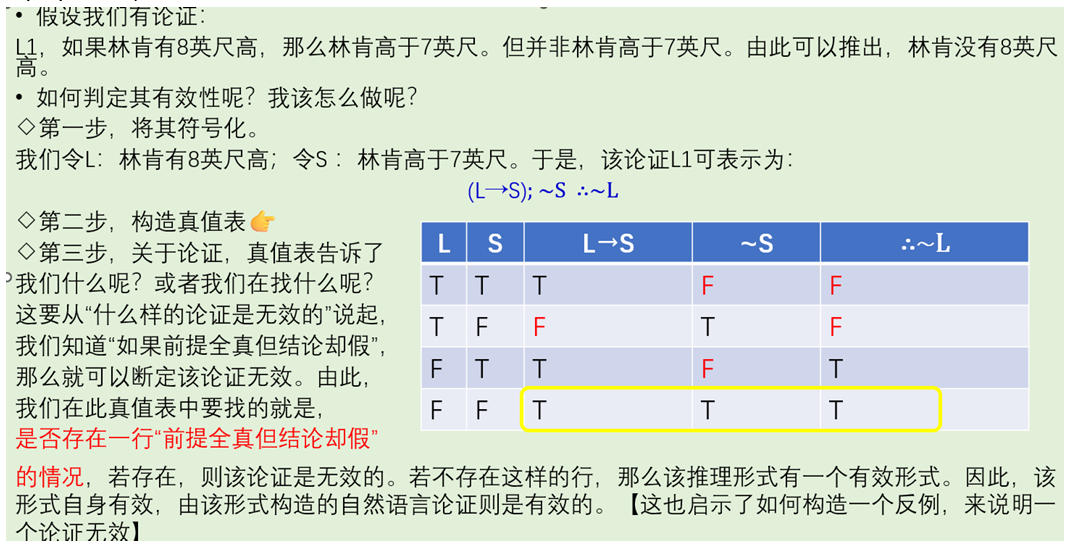 • 假设我们有论证：
L1，如果林肯有8英尺高，那么林肯高于7英尺。但并非林肯高于7英尺。由此可以推出，林肯没有8英尺
高。
• 如何判定其有效性呢？我该怎么做呢？
◇第一步，将其符号化。
我们令L：林肯有8英尺高；令S ：林肯高于7英尺。于是，该论证L1可表示为：
(L→S); ~S ∴~L
◇第二步，构造真值表👉
◇第三步，关于论证，真值表告诉了
我们什么呢？或者我们在找什么呢？
这要从“什么样的论证是无效的”说起，
我们知道“如果前提全真但结论却假”，
那么就可以断定该论证无效。由此，
我们在此真值表中要找的就是，
是否存在一行“前提全真但结论却假”
的情况，若存在，则该论证是无效的。若不存在这样的行，那么该推理形式有一个有效形式。因此，该
形式自身有效，由该形式构造的自然语言论证则是有效的。【这也启示了如何构造一个反例，来说明一
个论证无效】
L S L→S ~S ∴~L
T T T F F
T F F T F
F T T F T
F F T T T